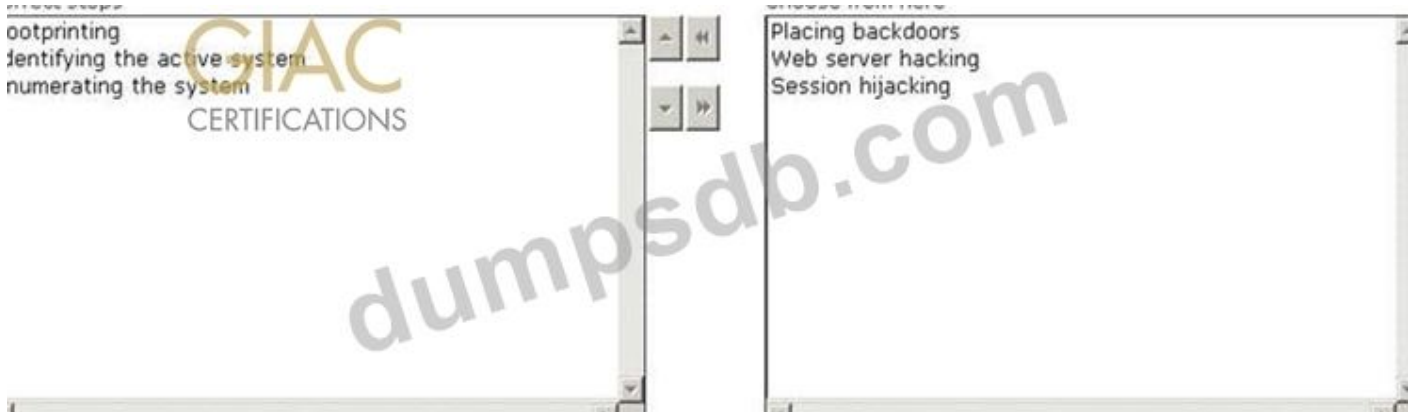 ootprinting
dentifying the active system
numerating the system
GIAC
CERTIFICATIONS
Placing backdoors
Web server hacking
Session hijacking
dumpsdb.com